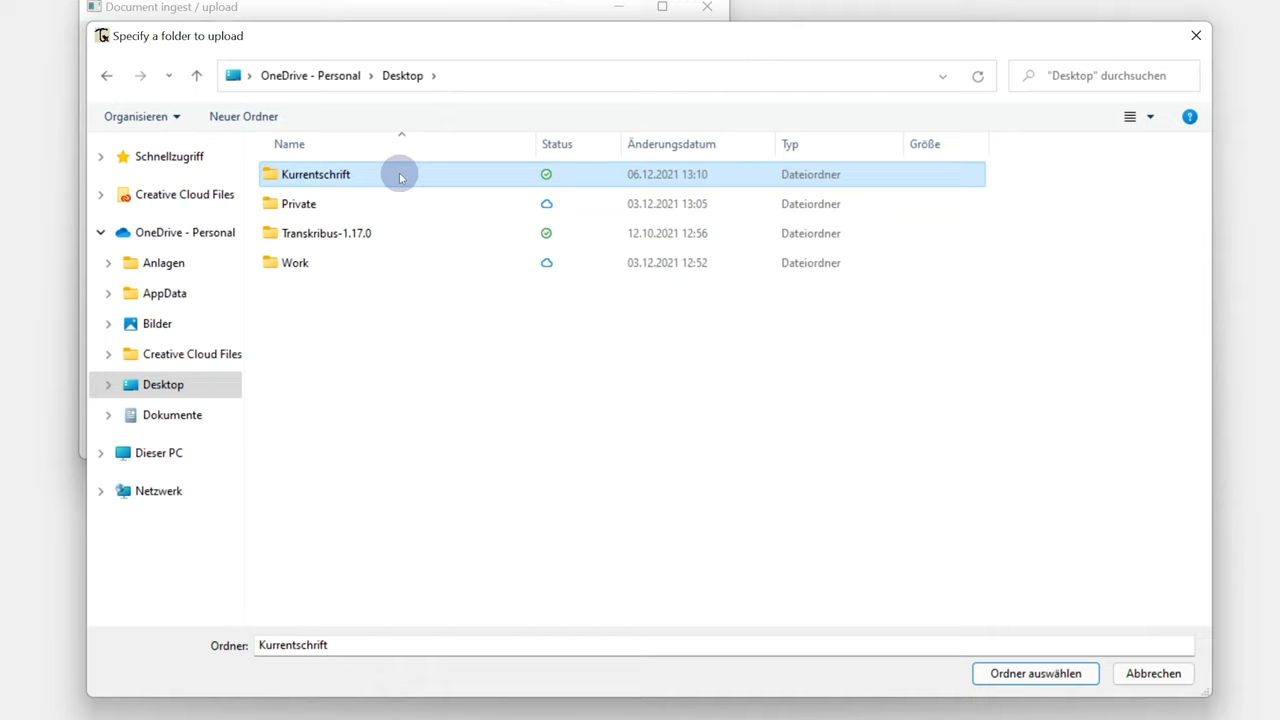 Document ingest / upload
Specify a folder to upload
OneDrive - Personal
Desktop
"Desktop" durchsuchen
Organisieren
Neuer Ordner
Name
Status
Änderungsdatum
Typ
Größe
Schnellzugriff
Creative Cloud Files
OneDrive - Personal
Anlagen
AppData
Bilder
Creative Cloud Files
Desktop
Dokumente
Dieser PC
Netzwerk
Kurrentschrift 06.12.2021 13:10 Dateiordner
Private 03.12.2021 13:05 Dateiordner
Transkribus-1.17.0 12.10.2021 12:56 Dateiordner
Work 03.12.2021 12:52 Dateiordner
Ordner: Kurrentschrift
Ordner auswählen
Abbrechen